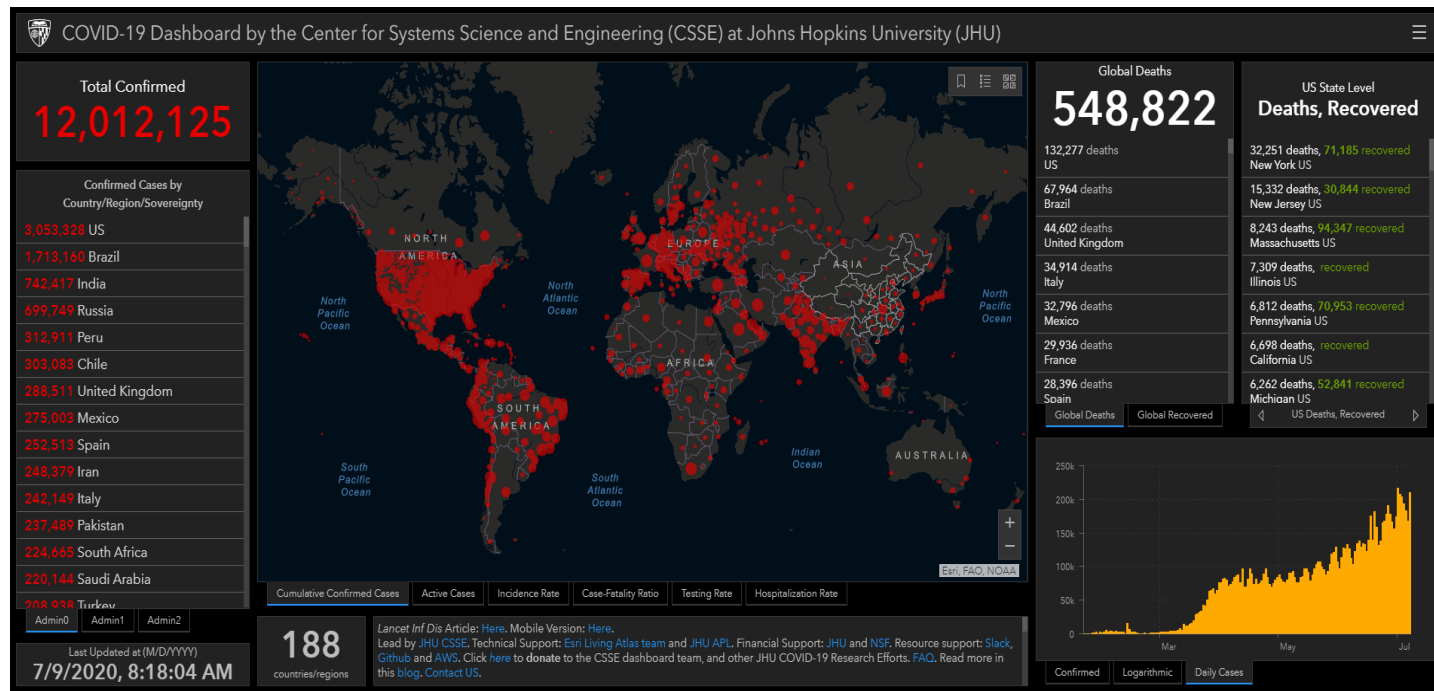 COVID-19 Dashboard by the Center for Systems Science and Engineering (CSSE) at Johns Hopkins University (JHU)
Total Confirmed
12,012,125
Confirmed Cases by
Country/Region/Sovereignty
3,053,328 US
1,713,160 Brazil
742,417 India
699,749 Russia
312,911 Peru
303,083 Chile
288,511 United Kingdom
275,003 Mexico
252,513 Spain
248,379 Iran
242,149 Italy
237,489 Pakistan
224,665 South Africa
220,144 Saudi Arabia
208,938 Turkey
Admin0
Admin1
Admin2
Last Updated at (M/D/YYYY)
7/9/2020, 8:18:04 AM
NORTH
AMERICA
EUROPE
ASIA
North
Pacific
Ocean
North
Atlantic
Ocean
North
Pacific
Ocean
AFRICA
SOUTH
AMERICA
Indian
Ocean
AUSTRALIA
South
Pacific
Ocean
South
Atlantic
Ocean
+
−
Esri, FAO, NOAA
Cumulative Confirmed Cases
Active Cases
Incidence Rate
Case-Fatality Ratio
Testing Rate
Hospitalization Rate
188
countries/regions
Lancet Inf Dis Article: Here. Mobile Version: Here.
Lead by JHU CSSE. Technical Support: Esri Living Atlas team and JHU APL. Financial Support: JHU and NSF. Resource support: Slack,
Github and AWS. Click here to donate to the CSSE dashboard team, and other JHU COVID-19 Research Efforts. FAQ. Read more in
this blog. Contact US.
Global Deaths
548,822
132,277 deaths
US
67,964 deaths
Brazil
44,602 deaths
United Kingdom
34,914 deaths
Italy
32,796 deaths
Mexico
29,936 deaths
France
28,396 deaths
Spain
Global Deaths
Global Recovered
US State Level
Deaths, Recovered
32,251 deaths, 71,185 recovered
New York US
15,332 deaths, 30,844 recovered
New Jersey US
8,243 deaths, 94,347 recovered
Massachusetts US
7,309 deaths, recovered
Illinois US
6,812 deaths, 70,953 recovered
Pennsylvania US
6,698 deaths, recovered
California US
6,262 deaths, 52,841 recovered
Michigan US
US Deaths, Recovered
250k
200k
150k
100k
50k
0
Mar
May
Jul
Confirmed
Logarithmic
Daily Cases